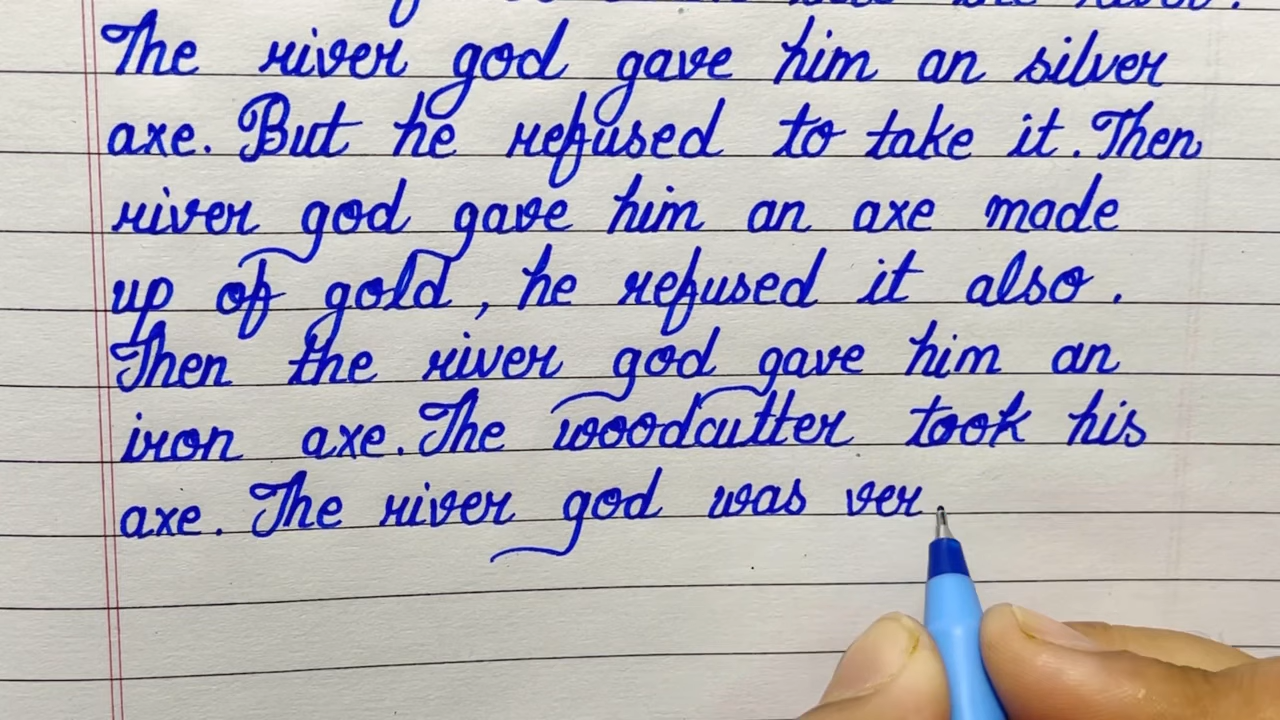 The river god gave him an silver
axe. But he refused to take it. Then
river god gave him an axe made
up of gold, he refused it also.
Then the river god gave him an
iron axe. The woodcutter took his
axe. The river god was ver